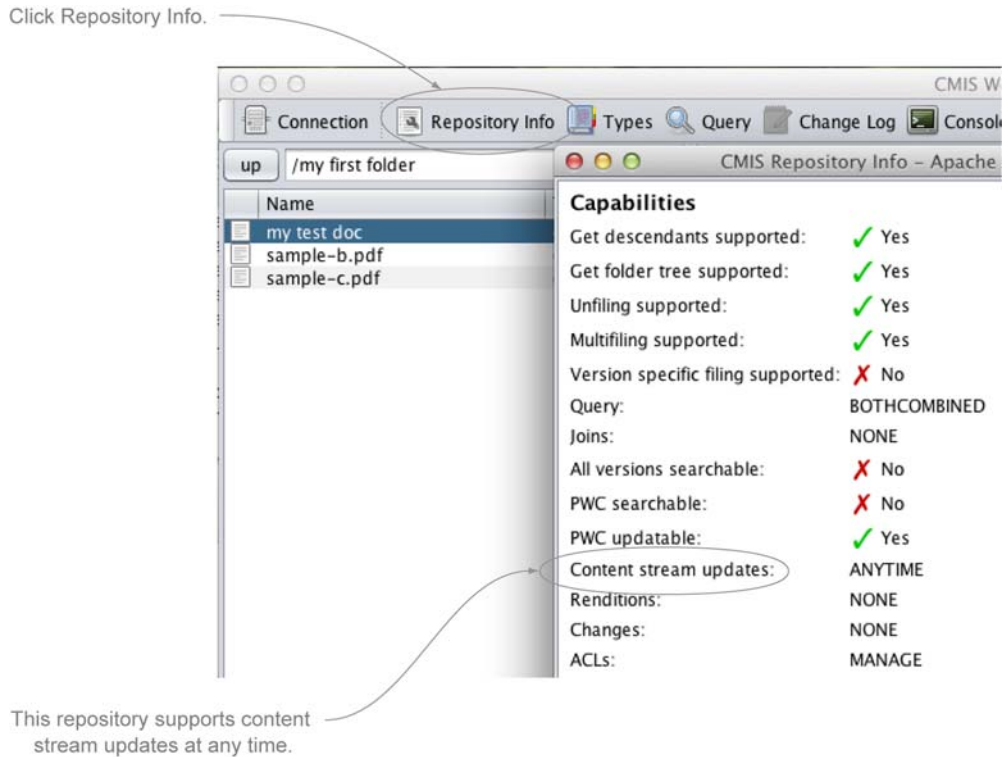 Click Repository Info.
CMIS W
Connection Repository Info Types Query Change Log Consol
up /my first folder
CMIS Repository Info – Apache
Name
my test doc
sample-b.pdf
sample-c.pdf
Capabilities
Get descendants supported: ✓ Yes
Get folder tree supported: ✓ Yes
Unfiling supported: ✓ Yes
Multifiling supported: ✓ Yes
Version specific filing supported: ✗ No
Query: BOTHCOMBINED
Joins: NONE
All versions searchable: ✗ No
PWC searchable: ✗ No
PWC updatable: ✓ Yes
Content stream updates: ANYTIME
Renditions: NONE
Changes: NONE
ACLs: MANAGE
This repository supports content
stream updates at any time.